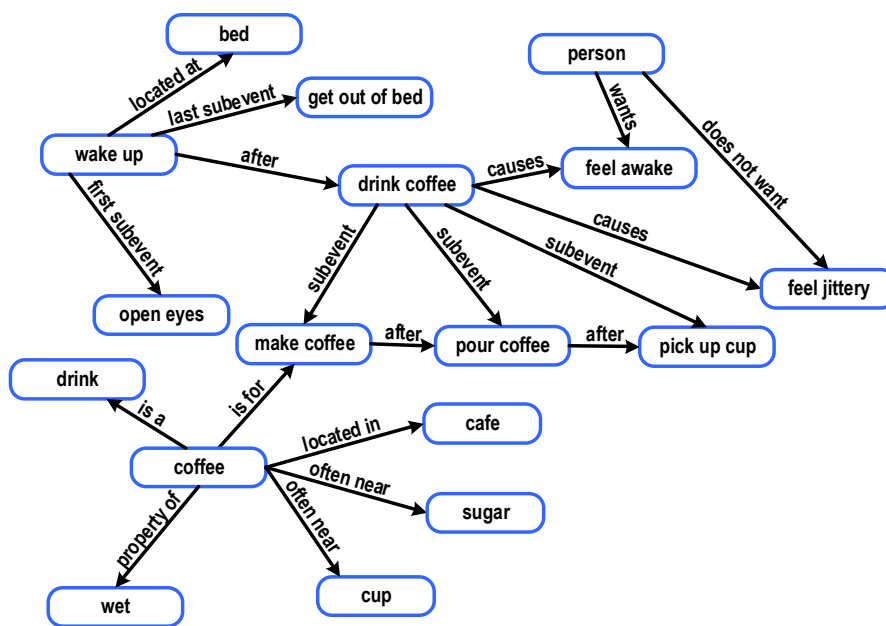 bed
person
located at
last subevent
get out of bed
wants
does not want
wake up
after
drink coffee
causes
feel awake
first subevent
subevent
subevent
subevent
causes
open eyes
feel jittery
make coffee
after
pour coffee
after
pick up cup
drink
is a
is for
located in
cafe
coffee
often near
sugar
property of
often near
wet
cup